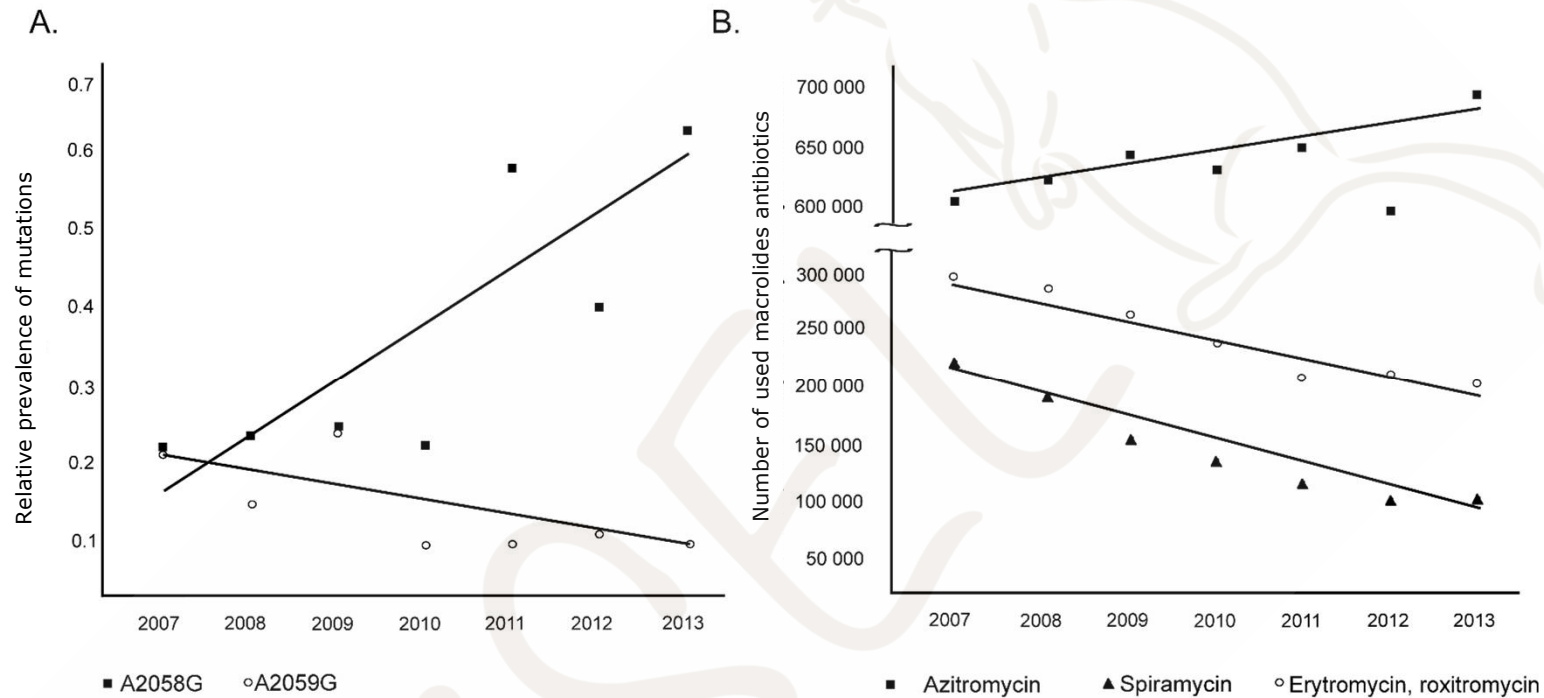 A.
Relative prevalence of mutations
0.7
0.6
0.5
0.4
0.3
0.2
0.1
2007 2008 2009 2010 2011 2012 2013
A2058G A2059G
B.
Number of used macrolides antibiotics
700 000
650 000
600 000
300 000
250 000
200 000
150 000
100 000
50 000
2007 2008 2009 2010 2011 2012 2013
Azitromycin Spiramycin Erytromycin, roxitromycin